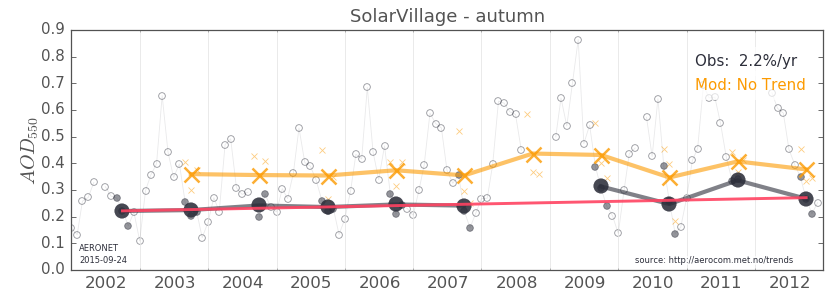 SolarVillage - autumn
0.9
0.8
0.7
0.6
0.5
0.4
0.3
0.2
0.1
0.0
AOD550
Obs: 2.2%/yr
Mod: No Trend
AERONET
2015-09-24
source: http://aerocom.met.no/trends
2002 2003 2004 2005 2006 2007 2008 2009 2010 2011 2012